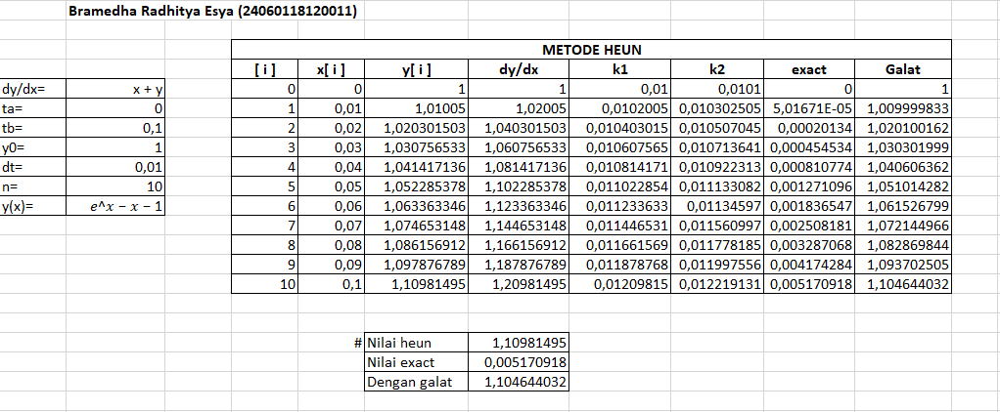 Bramedha Radhitya Esya (24060118120011)
METODE HEUN
[ i ] x[ i ] y[ i ] dy/dx k1 k2 exact Galat
dy/dx= x + y 0 0 1 1 0,01 0,0101 0 1
ta= 0 1 0,01 1,01005 1,02005 0,0102005 0,010302505 5,01671E-05 1,009999833
tb= 0,1 2 0,02 1,020301503 1,040301503 0,010403015 0,010507045 0,00020134 1,020100162
y0= 1 3 0,03 1,030756533 1,060756533 0,010607565 0,010713641 0,000454534 1,030301999
dt= 0,01 4 0,04 1,041417136 1,081417136 0,010814171 0,010922313 0,000810774 1,040606362
n= 10 5 0,05 1,052285378 1,102285378 0,011022854 0,011133082 0,001271096 1,051014282
y(x)= e^x − x − 1 6 0,06 1,063363346 1,123363346 0,011233633 0,01134597 0,001836547 1,061526799
7 0,07 1,074653148 1,144653148 0,011446531 0,011560997 0,002508181 1,072144966
8 0,08 1,086156912 1,166156912 0,011661569 0,011778185 0,003287068 1,082869844
9 0,09 1,097876789 1,187876789 0,011878768 0,011997556 0,004174284 1,093702505
10 0,1 1,10981495 1,20981495 0,01209815 0,012219131 0,005170918 1,104644032
# Nilai heun 1,10981495
Nilai exact 0,005170918
Dengan galat 1,104644032